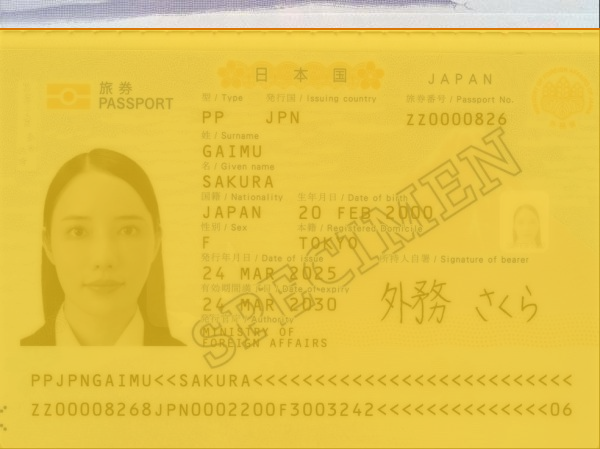 旅券
PASSPORT
日本国
JAPAN
型 / Type 発行国 / Issuing country 旅券番号 / Passport No.
PP JPN ZZ0000826
姓 / Surname
GAIMU
名 / Given name
SAKURA
国籍 / Nationality 生年月日 / Date of birth
JAPAN 20 FEB 2000
性別 / Sex 本籍 / Registered Domicile
F TOKYO
発行年月日 / Date of issue 所持人自署 / Signature of bearer
24 MAR 2025
有効期間満了日 / Date of expiry
24 MAR 2030
外務 さくら
発行官庁 / Authority
MINISTRY OF
FOREIGN AFFAIRS
SPECIMEN
PPJPNGAIMU<<SAKURA<<<<<<<<<<<<<<<<<<<<<<<<<<
ZZ00008268JPN0002200F3003242<<<<<<<<<<<<<<06